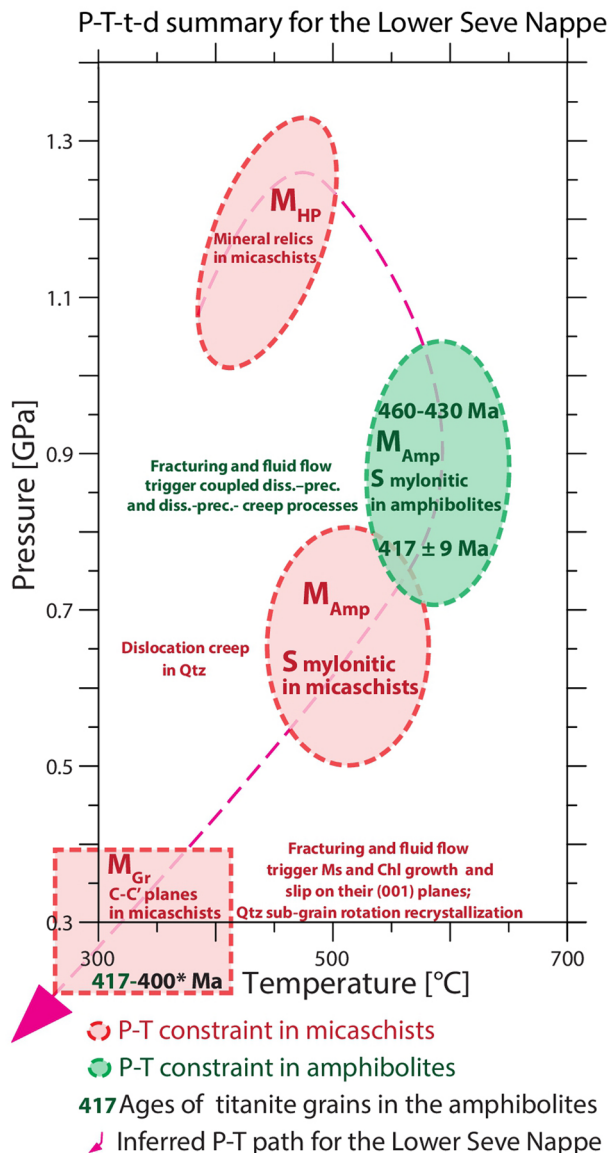 P-T-t-d summary for the Lower Seve Nappe
1.3
M HP
Mineral relics
in micaschists
1.1
Pressure [GPa]
460-430 Ma
0.9
M Amp
Fracturing and fluid flow
trigger coupled diss.–prec.
and diss.-prec.- creep processes
S mylonitic
in amphibolites
417 ± 9 Ma
0.7
M Amp
Dislocation creep
in Qtz
S mylonitic
in micaschists
0.5
M Gr
C-C' planes
in micaschists
Fracturing and fluid flow
trigger Ms and Chl growth and
slip on their (001) planes;
Qtz sub-grain rotation recrystallization
0.3
300
500
700
417-400* Ma
Temperature [°C]
P-T constraint in micaschists
P-T constraint in amphibolites
417 Ages of titanite grains in the amphibolites
Inferred P-T path for the Lower Seve Nappe